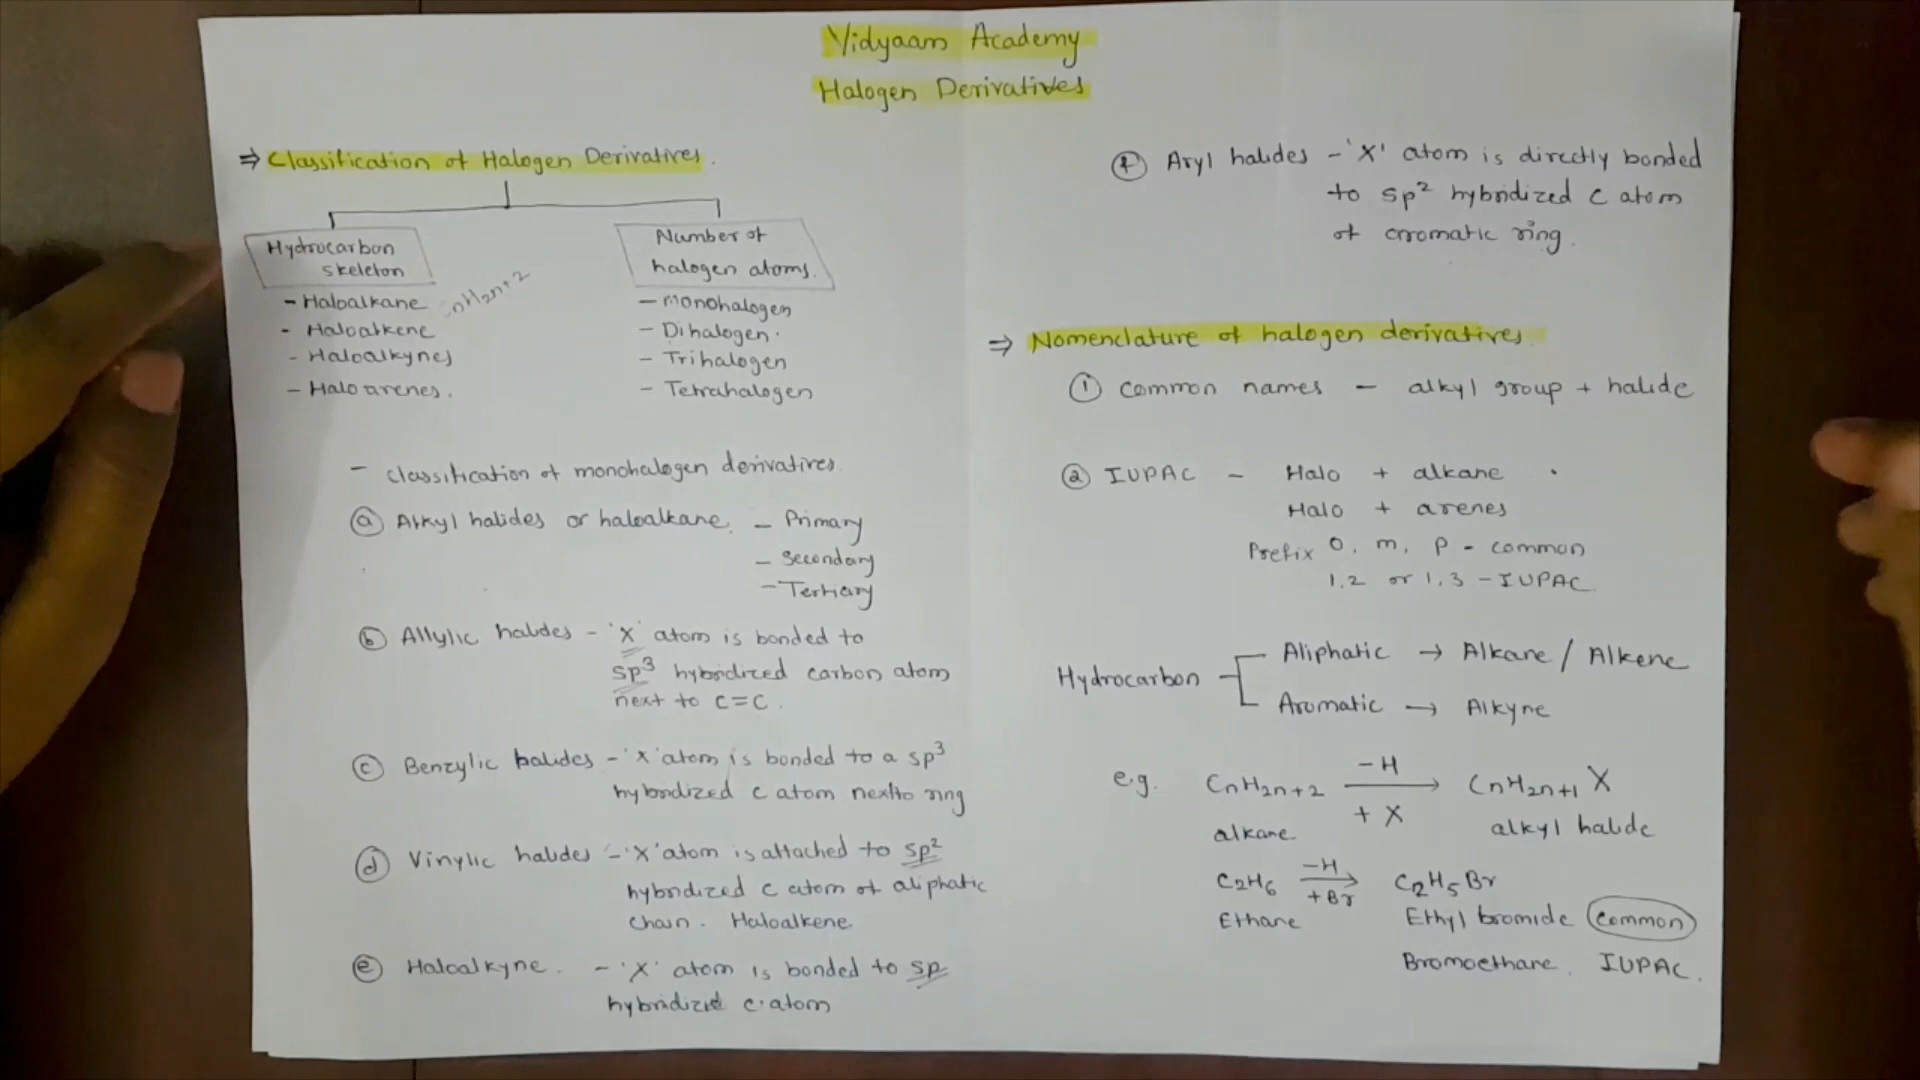 Vidyaam Academy
Halogen Derivatives
⇒ Classification of Halogen Derivatives.
Hydrocarbon
skeleton
- Haloalkane CnH2n+2
- Haloalkene
- Haloalkynes
- Haloarenes.
Number of
halogen atoms.
- Monohalogen
- Dihalogen.
- Trihalogen
- Tetrahalogen
- Classification of monohalogen derivatives
ⓐ Alkyl halides or haloalkane. - Primary
- Secondary
- Tertiary
ⓑ Allylic halides - 'X' atom is bonded to
sp³ hybridized carbon atom
next to C=C.
ⓒ Benzylic halides - 'X' atom is bonded to a sp³
hybridized C atom next to ring
ⓓ Vinylic halides - 'X' atom is attached to sp²
hybridized C atom of aliphatic
chain. Haloalkene
ⓔ Haloalkyne. - 'X' atom is bonded to sp
hybridized C. atom
ⓕ Aryl halides - 'X' atom is directly bonded
to sp² hybridized C atom
of aromatic ring.
⇒ Nomenclature of halogen derivatives
① Common names - alkyl group + halide
② IUPAC - Halo + alkane
Halo + arenes
Prefix O, m, P - common
1,2 or 1,3 - IUPAC
Hydrocarbon
Aliphatic → Alkane / Alkene
Aromatic → Alkyne
e.g. CnH2n+2 -H + X → CnH2n+1 X
alkane alkyl halide
C2H6 -H +Br → C2H5Br
Ethane Ethyl bromide common
Bromoethane. IUPAC.